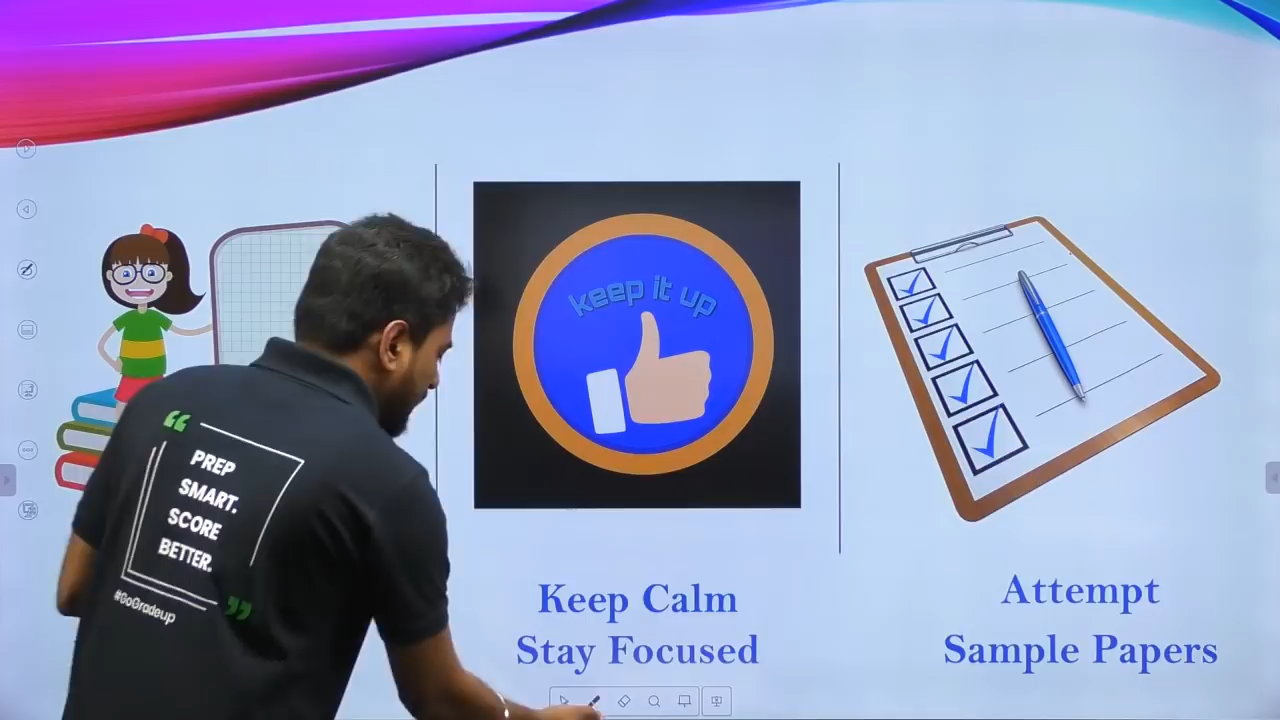 keep it up
PREP
SMART.
SCORE
BETTER.
#GoGradeup
Keep Calm
Stay Focused
Attempt
Sample Papers